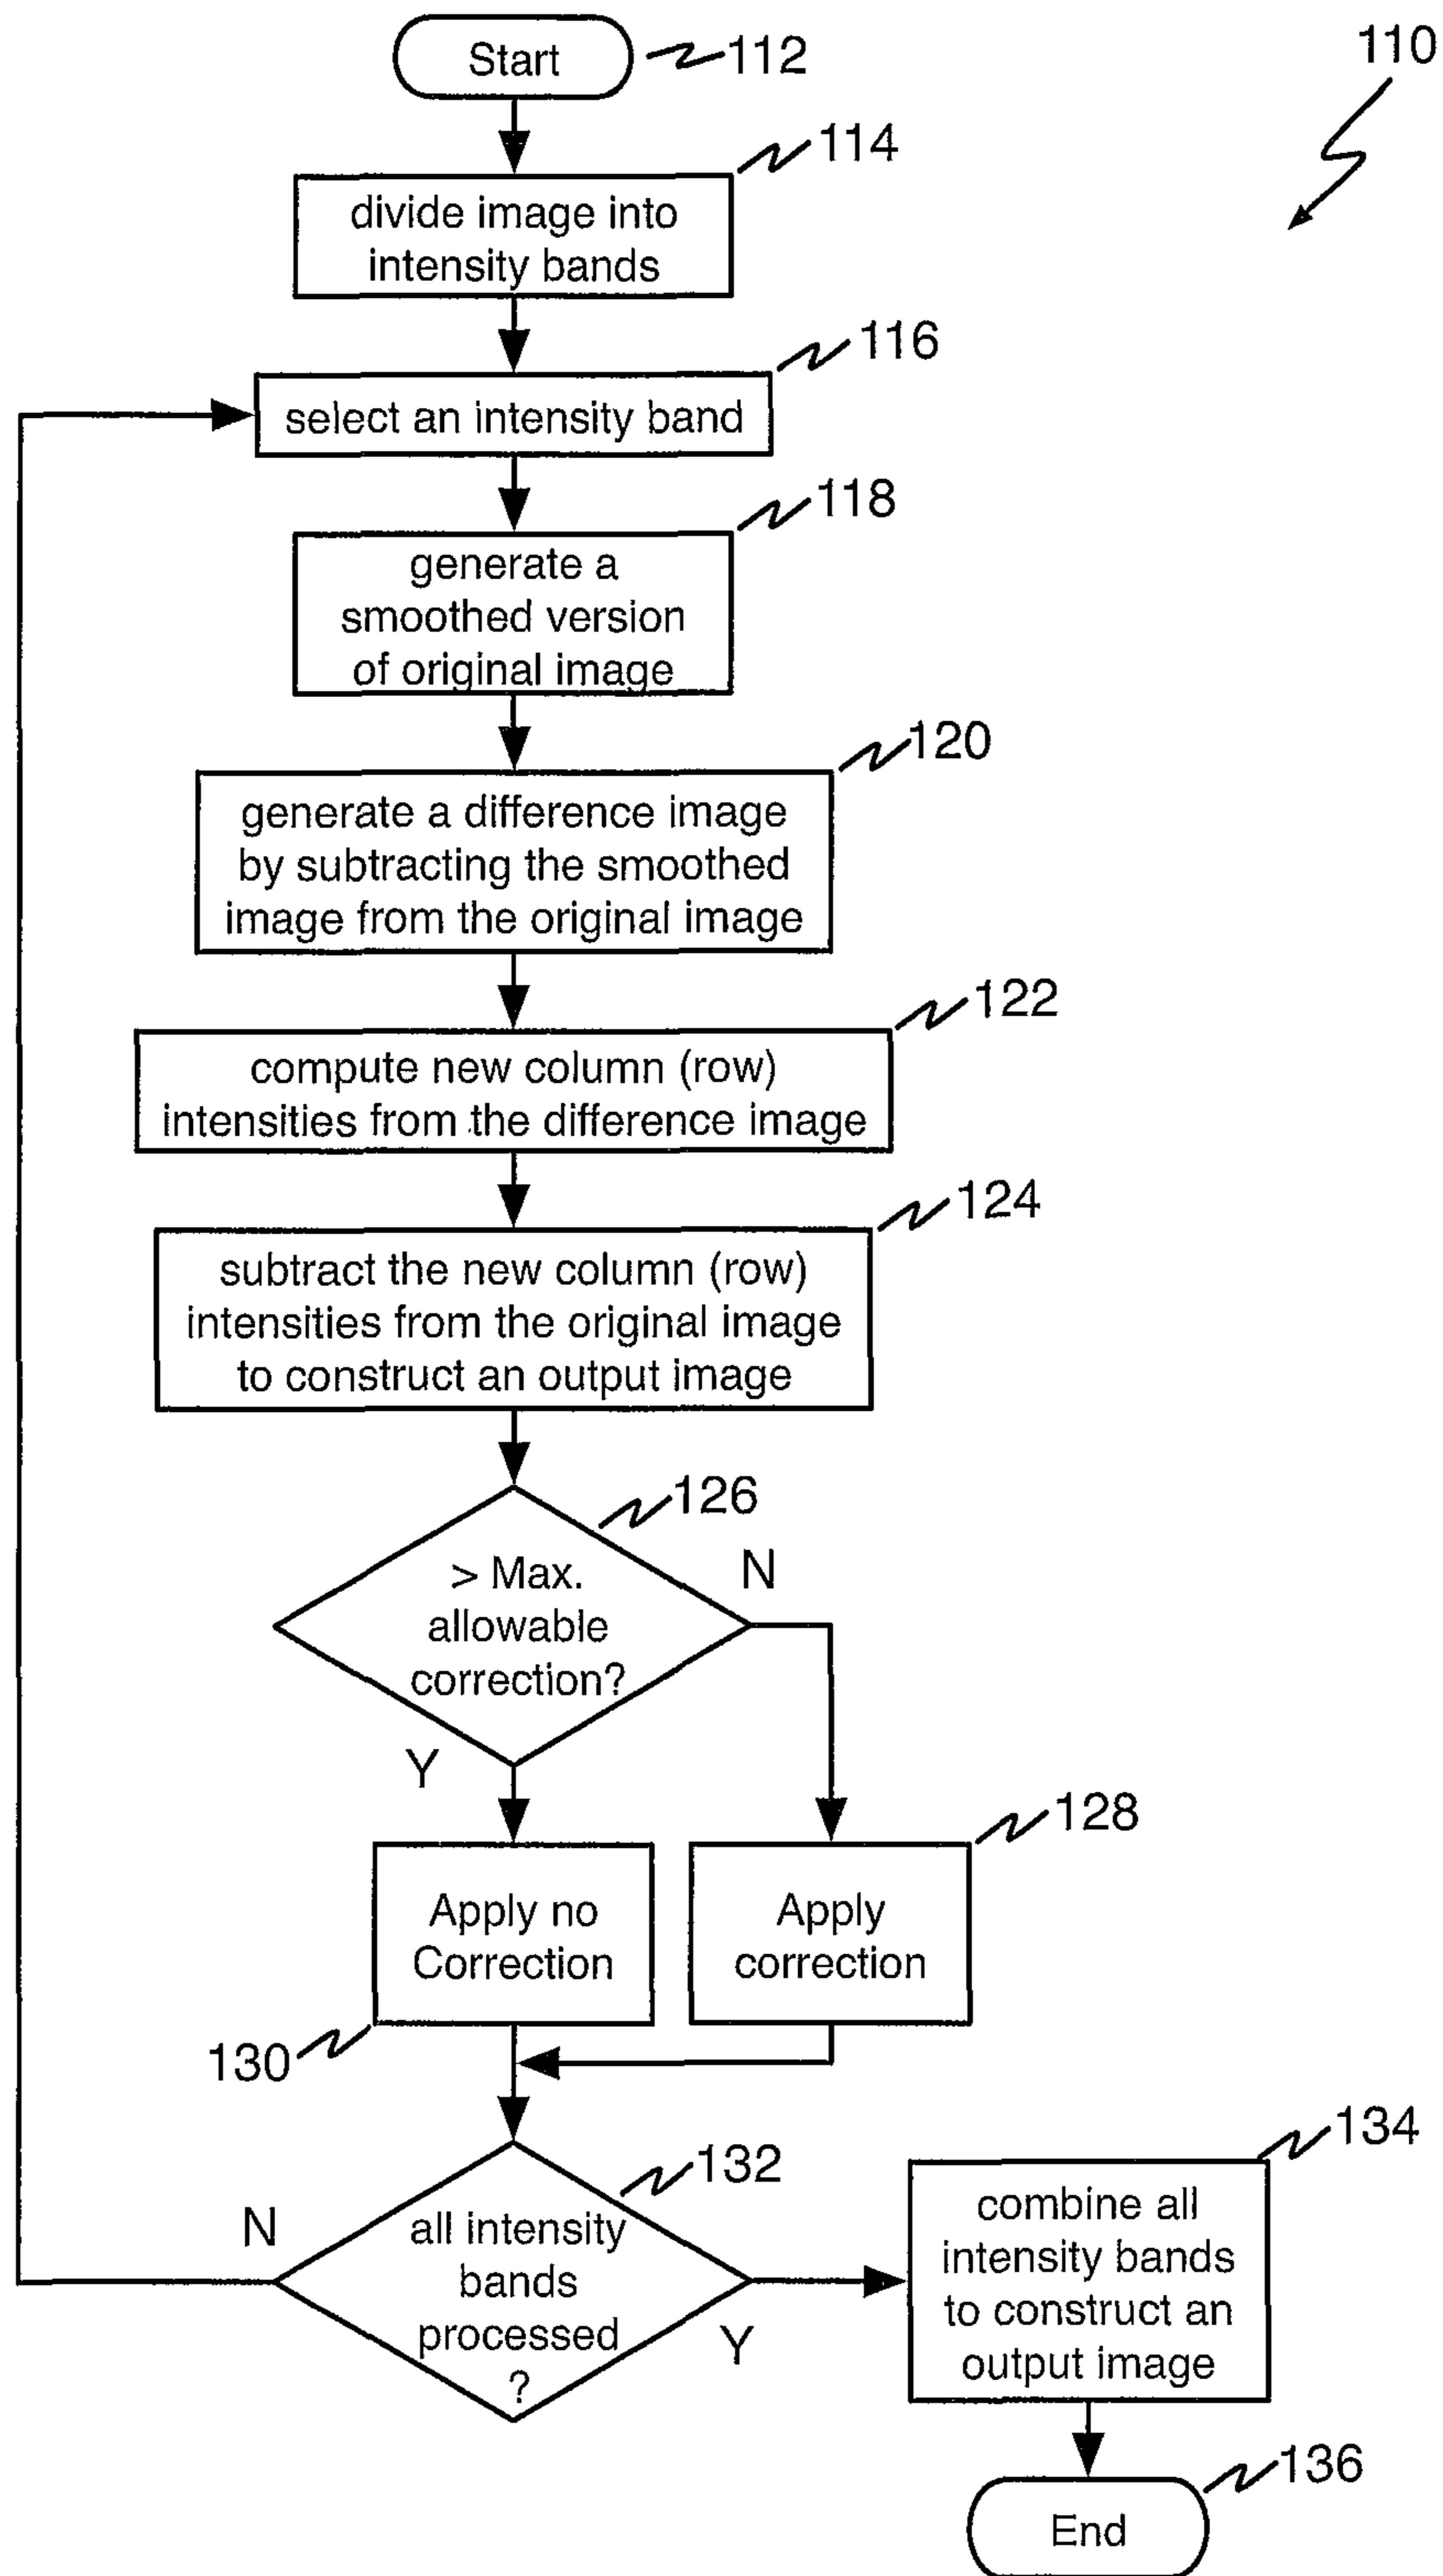 110
Start
112
114
divide image into
intensity bands
116
select an intensity band
118
generate a
smoothed version
of original image
120
generate a difference image
by subtracting the smoothed
image from the original image
122
compute new column (row)
intensities from the difference image
124
subtract the new column (row)
intensities from the original image
to construct an output image
126
> Max.
allowable
correction?
N
Y
128
Apply no
Correction
Apply
correction
130
132
134
N
all intensity
bands
processed
?
Y
combine all
intensity bands
to construct an
output image
136
End